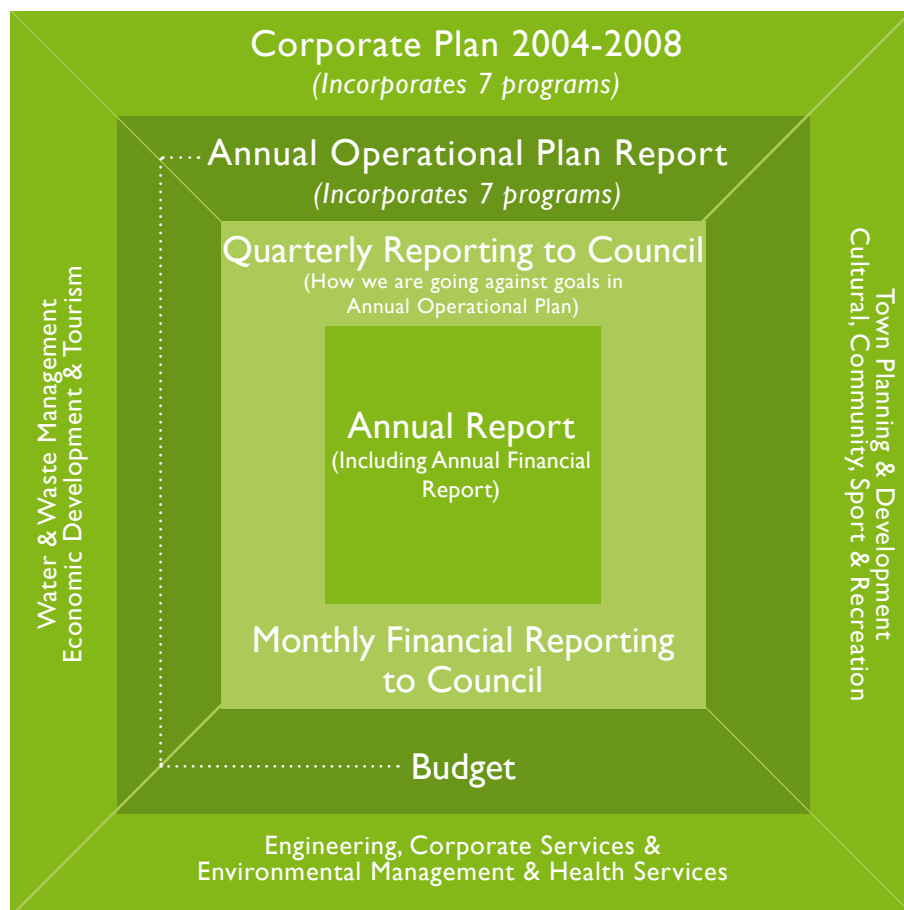 Corporate Plan 2004-2008
(Incorporates 7 programs)
Annual Operational Plan Report
(Incorporates 7 programs)
Quarterly Reporting to Council
(How we are going against goals in
Annual Operational Plan)
Annual Report
(Including Annual Financial
Report)
Monthly Financial Reporting
to Council
Budget
Water & Waste Management
Economic Development & Tourism
Town Planning & Development
Cultural, Community, Sport & Recreation
Engineering, Corporate Services &
Environmental Management & Health Services